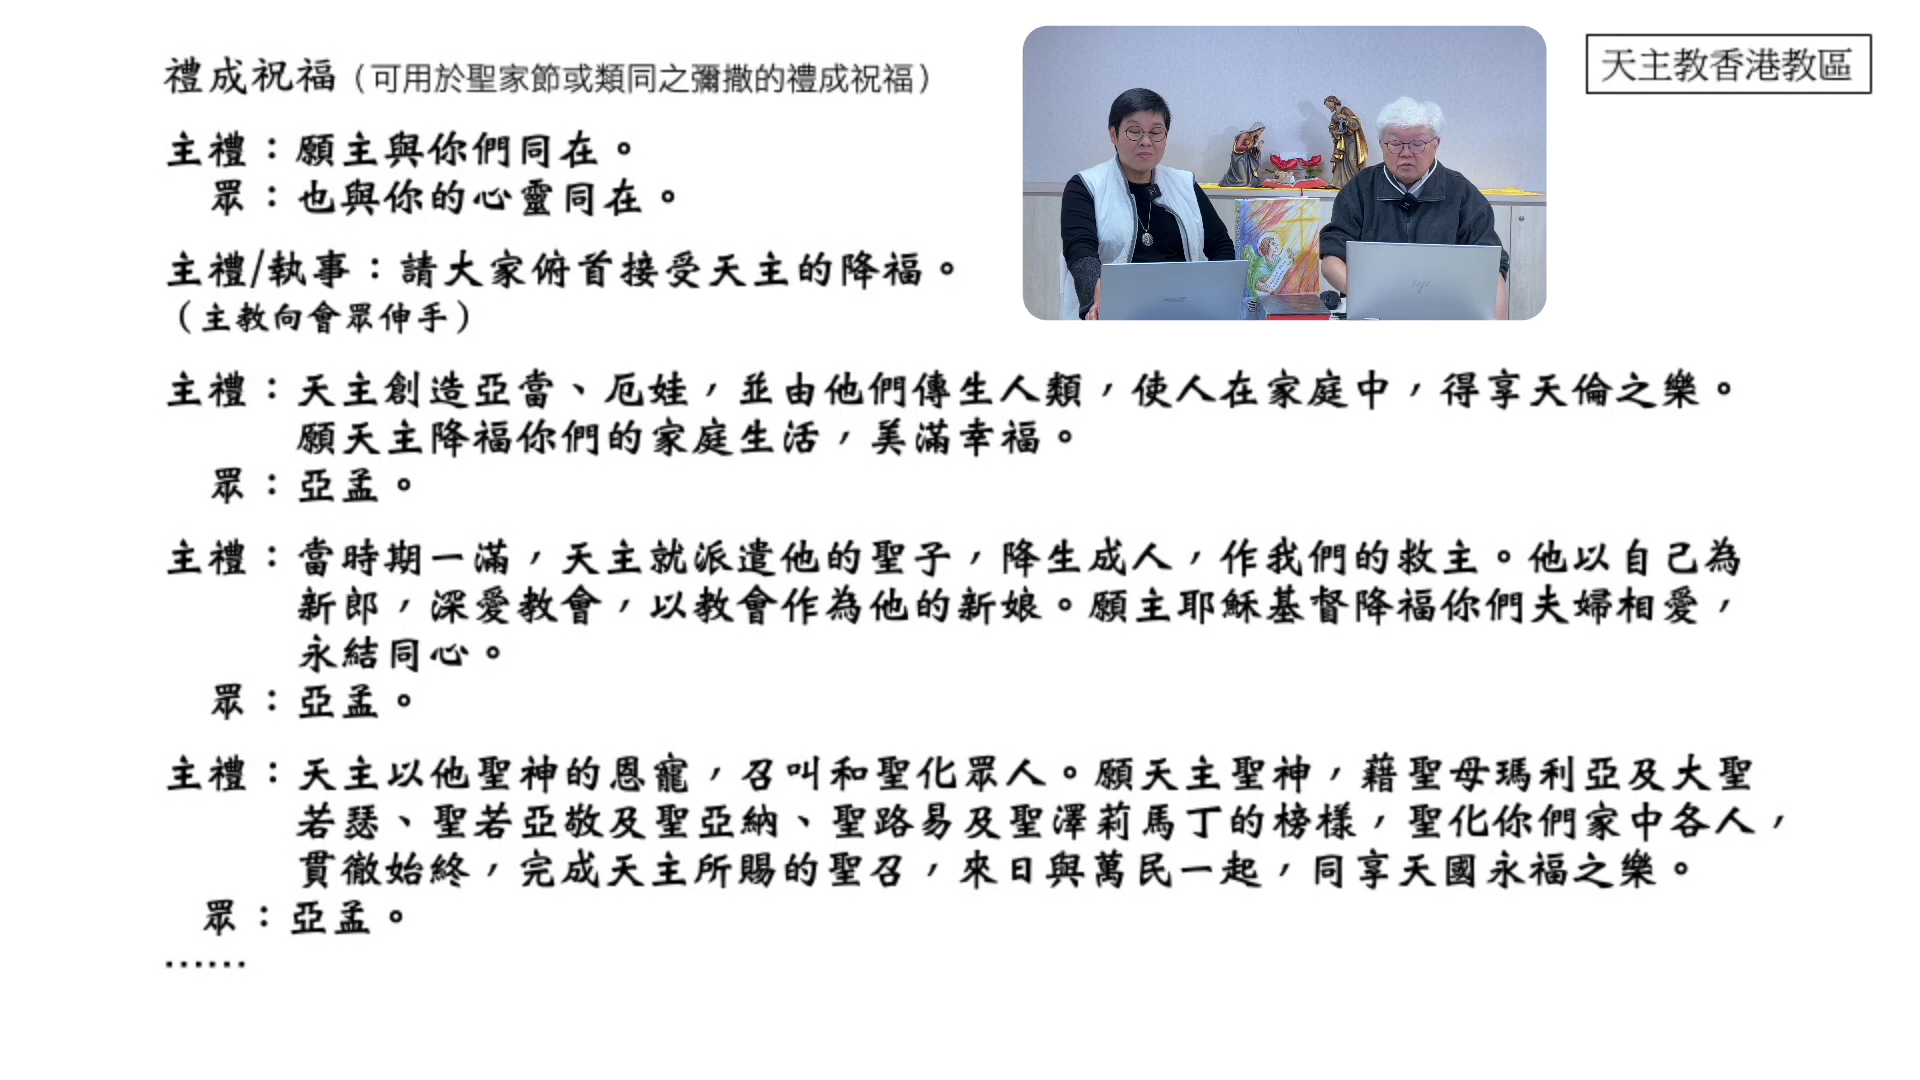 禮成祝福（可用於聖家節或類同之彌撒的禮成祝福）
天主教香港教區
主禮：願主與你們同在。
眾：也與你的心靈同在。
主禮/執事：請大家俯首接受天主的降福。
（主教向會眾伸手）
主禮：天主創造亞當、厄娃，並由他們傳生人類，使人在家庭中，得享天倫之樂。
願天主降福你們的家庭生活，美滿幸福。
眾：亞孟。
主禮：當時期一滿，天主就派遣他的聖子，降生成人，作我們的救主。他以自己為
新郎，深愛教會，以教會作為他的新娘。願主耶穌基督降福你們夫婦相愛，
永結同心。
眾：亞孟。
主禮：天主以他聖神的恩寵，召叫和聖化眾人。願天主聖神，藉聖母瑪利亞及大聖
若瑟、聖若亞敬及聖亞納、聖路易及聖澤莉馬丁的榜樣，聖化你們家中各人，
貫徹始終，完成天主所賜的聖召，來日與萬民一起，同享天國永福之樂。
眾：亞孟。
……